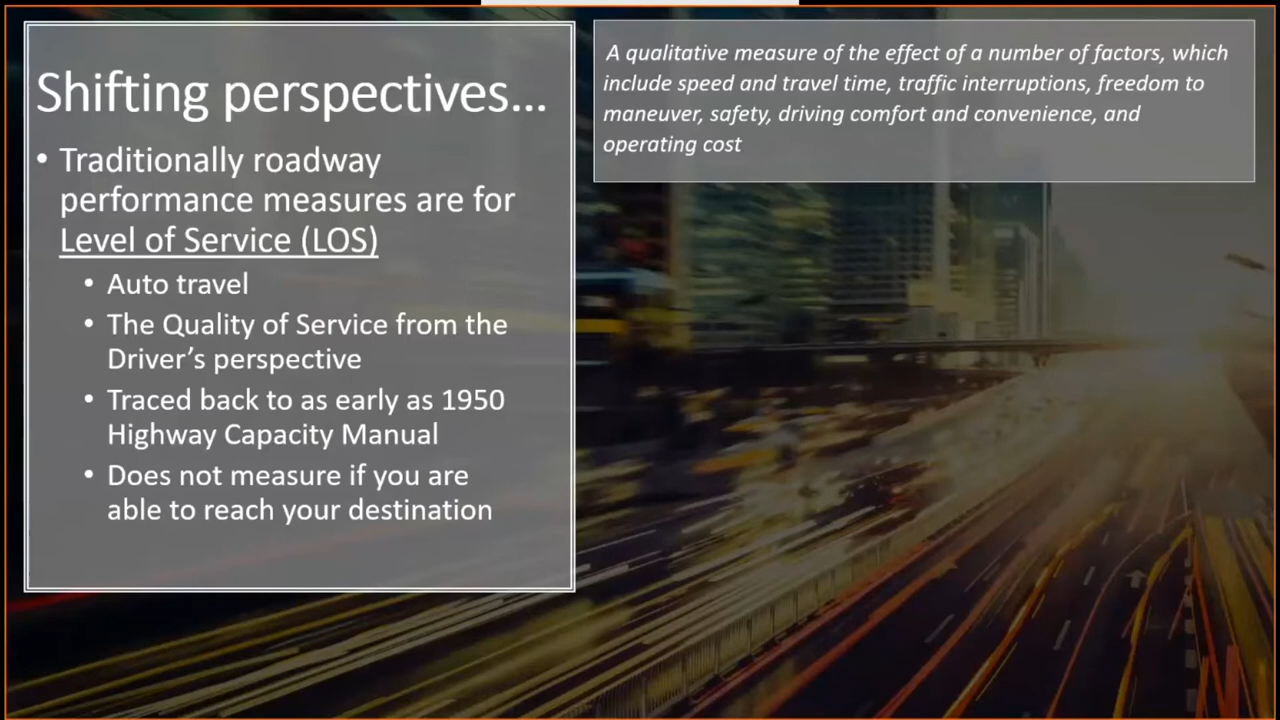 Shifting perspectives...
• Traditionally roadway
performance measures are for
Level of Service (LOS)
• Auto travel
• The Quality of Service from the
Driver's perspective
• Traced back to as early as 1950
Highway Capacity Manual
• Does not measure if you are
able to reach your destination
A qualitative measure of the effect of a number of factors, which
include speed and travel time, traffic interruptions, freedom to
maneuver, safety, driving comfort and convenience, and
operating cost